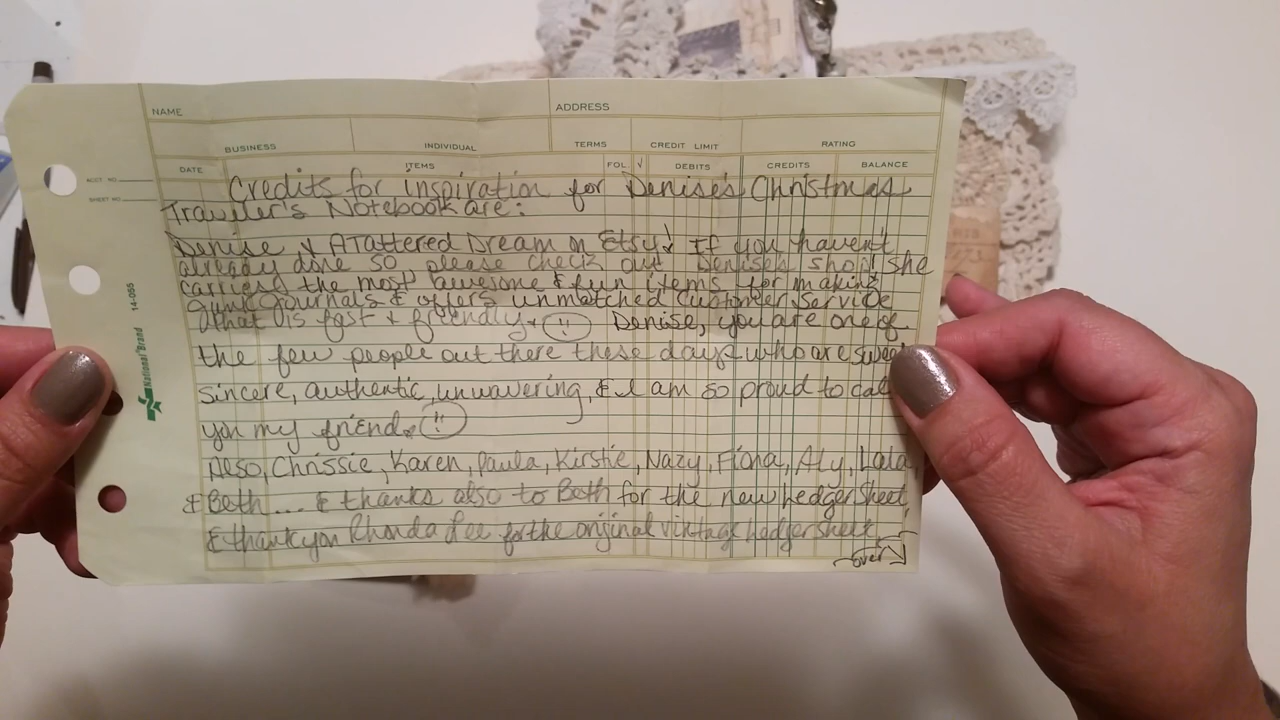 NAME ADDRESS
BUSINESS INDIVIDUAL TERMS CREDIT LIMIT RATING
DATE ITEMS FOL. √ DEBITS CREDITS BALANCE
ACCT. NO.
SHEET NO.
National Brand 14-055
Credits for inspiration for Denise's Christmas
Traveler's Notebook are:
Denise & ATattered Dream on Etsy! If you haven't
already done so please check out Denise's shop! She
carries the most awesome & fun items for making
junk journals & offers unmatched Customer Service
that is fast & friendly.
Denise, you are one of
the few people out there these days who are sweet
sincere, authentic, unwavering, & I am so proud to call
you my friend.
Also, Chrissie, Karen, Paula, Kirstie, Nazy, Fiona, Aly, Lala,
& Beth.... & thanks also to Beth for the new Ledger Sheet,
& thank you Rhonda Lee for the original vintage Ledger sheet.
over